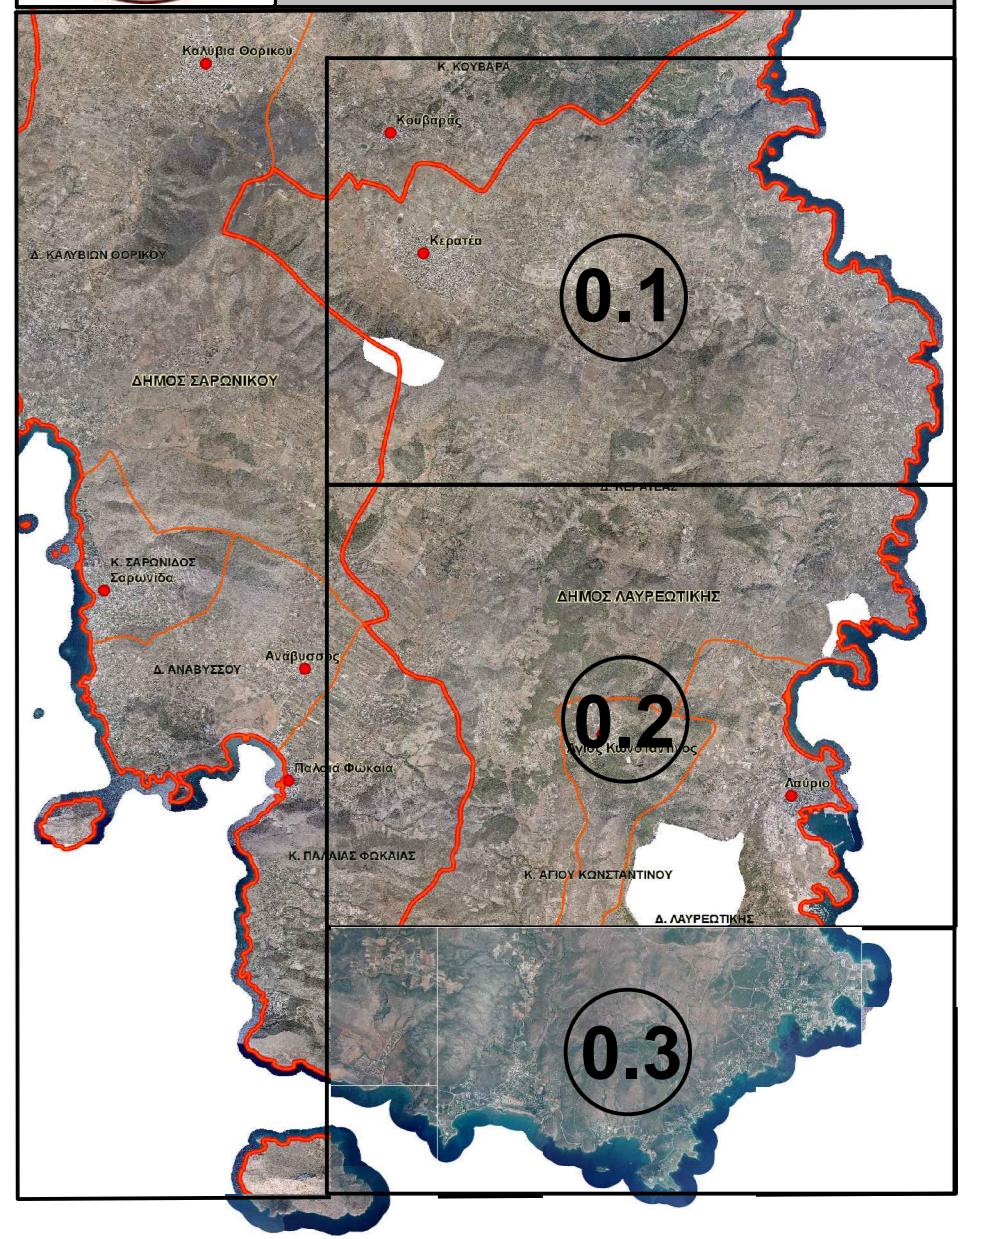 Καλύβια Θορικού
Κ. ΚΟΥΒΑΡΑ
Κουβαράς
Κερατέα
Δ. ΚΑΛΥΒΙΩΝ ΘΟΡΙΚΟΥ
0.1
ΔΗΜΟΣ ΣΑΡΩΝΙΚΟΥ
Δ. ΚΕΡΑΤΕΑΣ
Κ. ΣΑΡΩΝΙΔΟΣ
Σαρωνίδα
ΔΗΜΟΣ ΛΑΥΡΕΩΤΙΚΗΣ
Ανάβυσσος
Δ. ΑΝΑΒΥΣΣΟΥ
0.2
Άγιος Κωνσταντίνος
Παλαιά Φώκαια
Λαύριο
Κ. ΠΑΛΑΙΑΣ ΦΩΚΑΙΑΣ
Κ. ΑΓΙΟΥ ΚΩΝΣΤΑΝΤΙΝΟΥ
Δ. ΛΑΥΡΕΩΤΙΚΗΣ
0.3